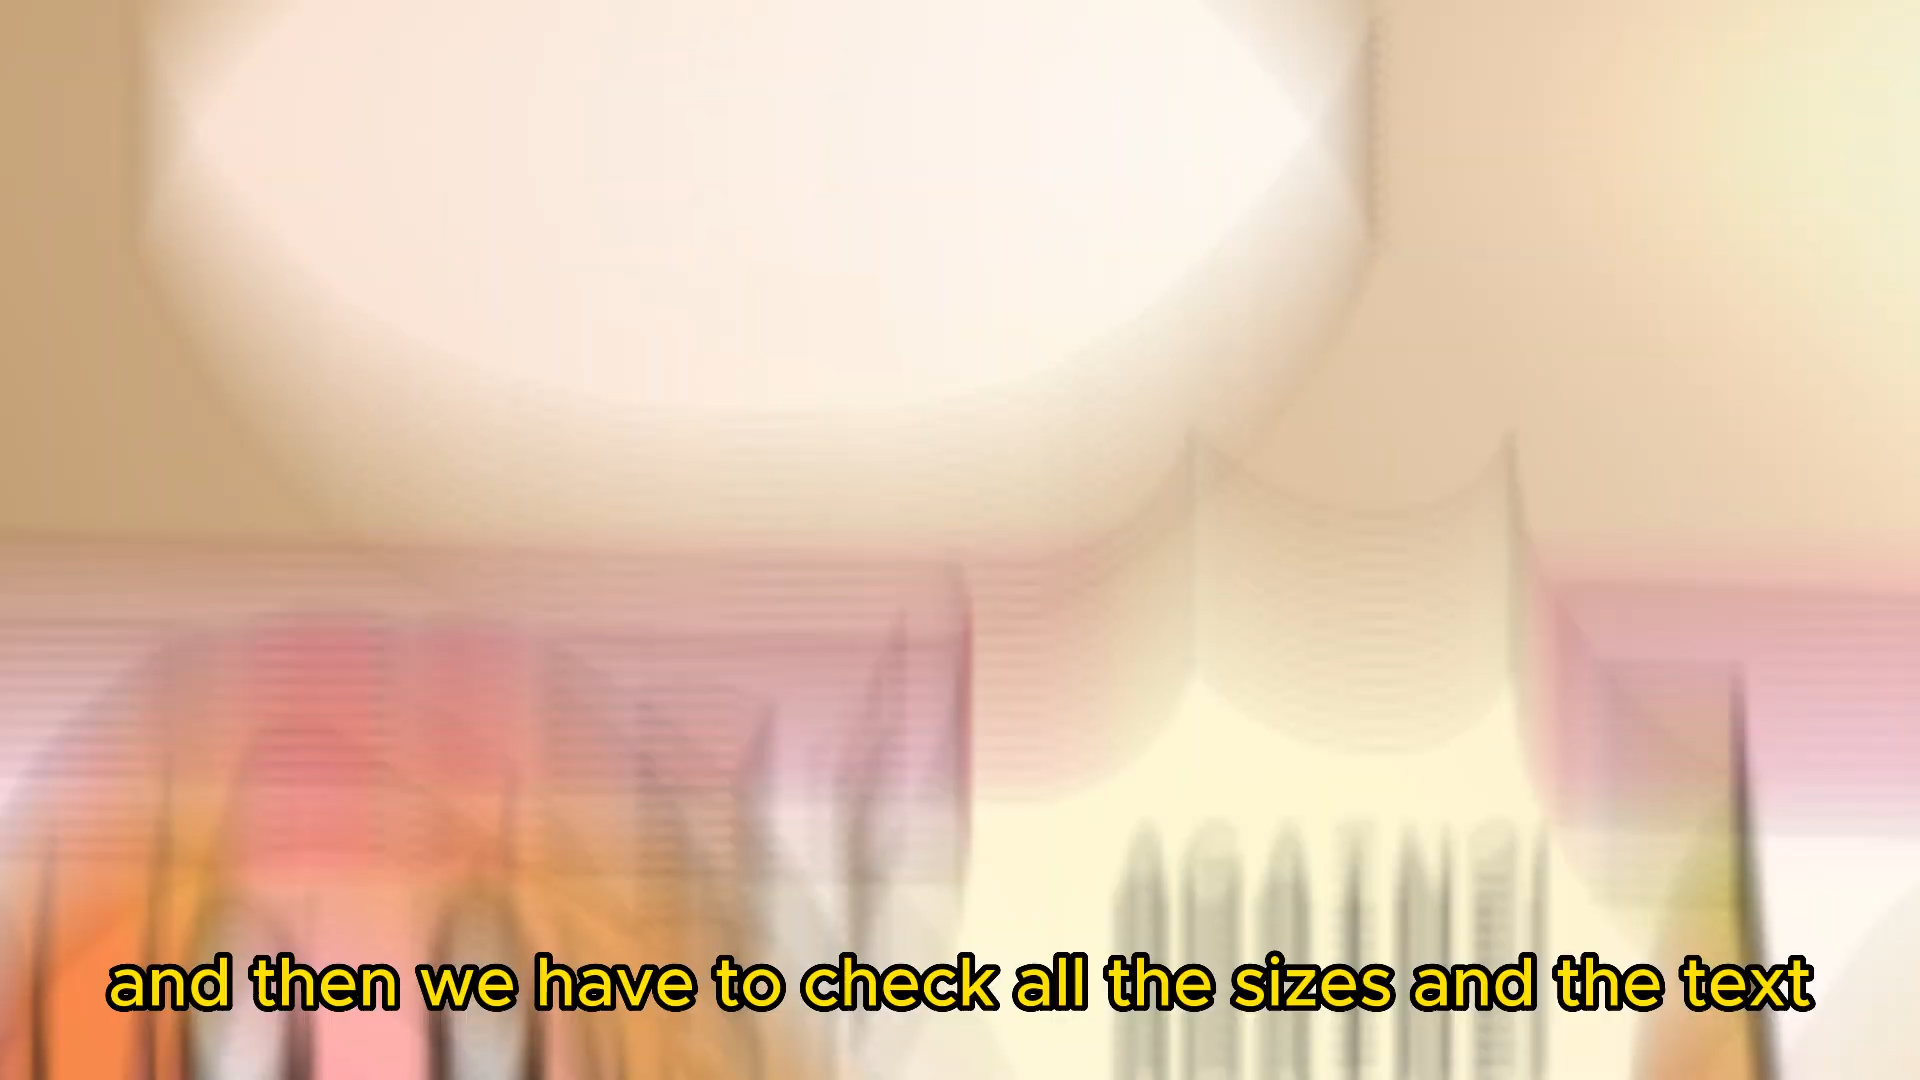 and then we have to check all the sizes and the text